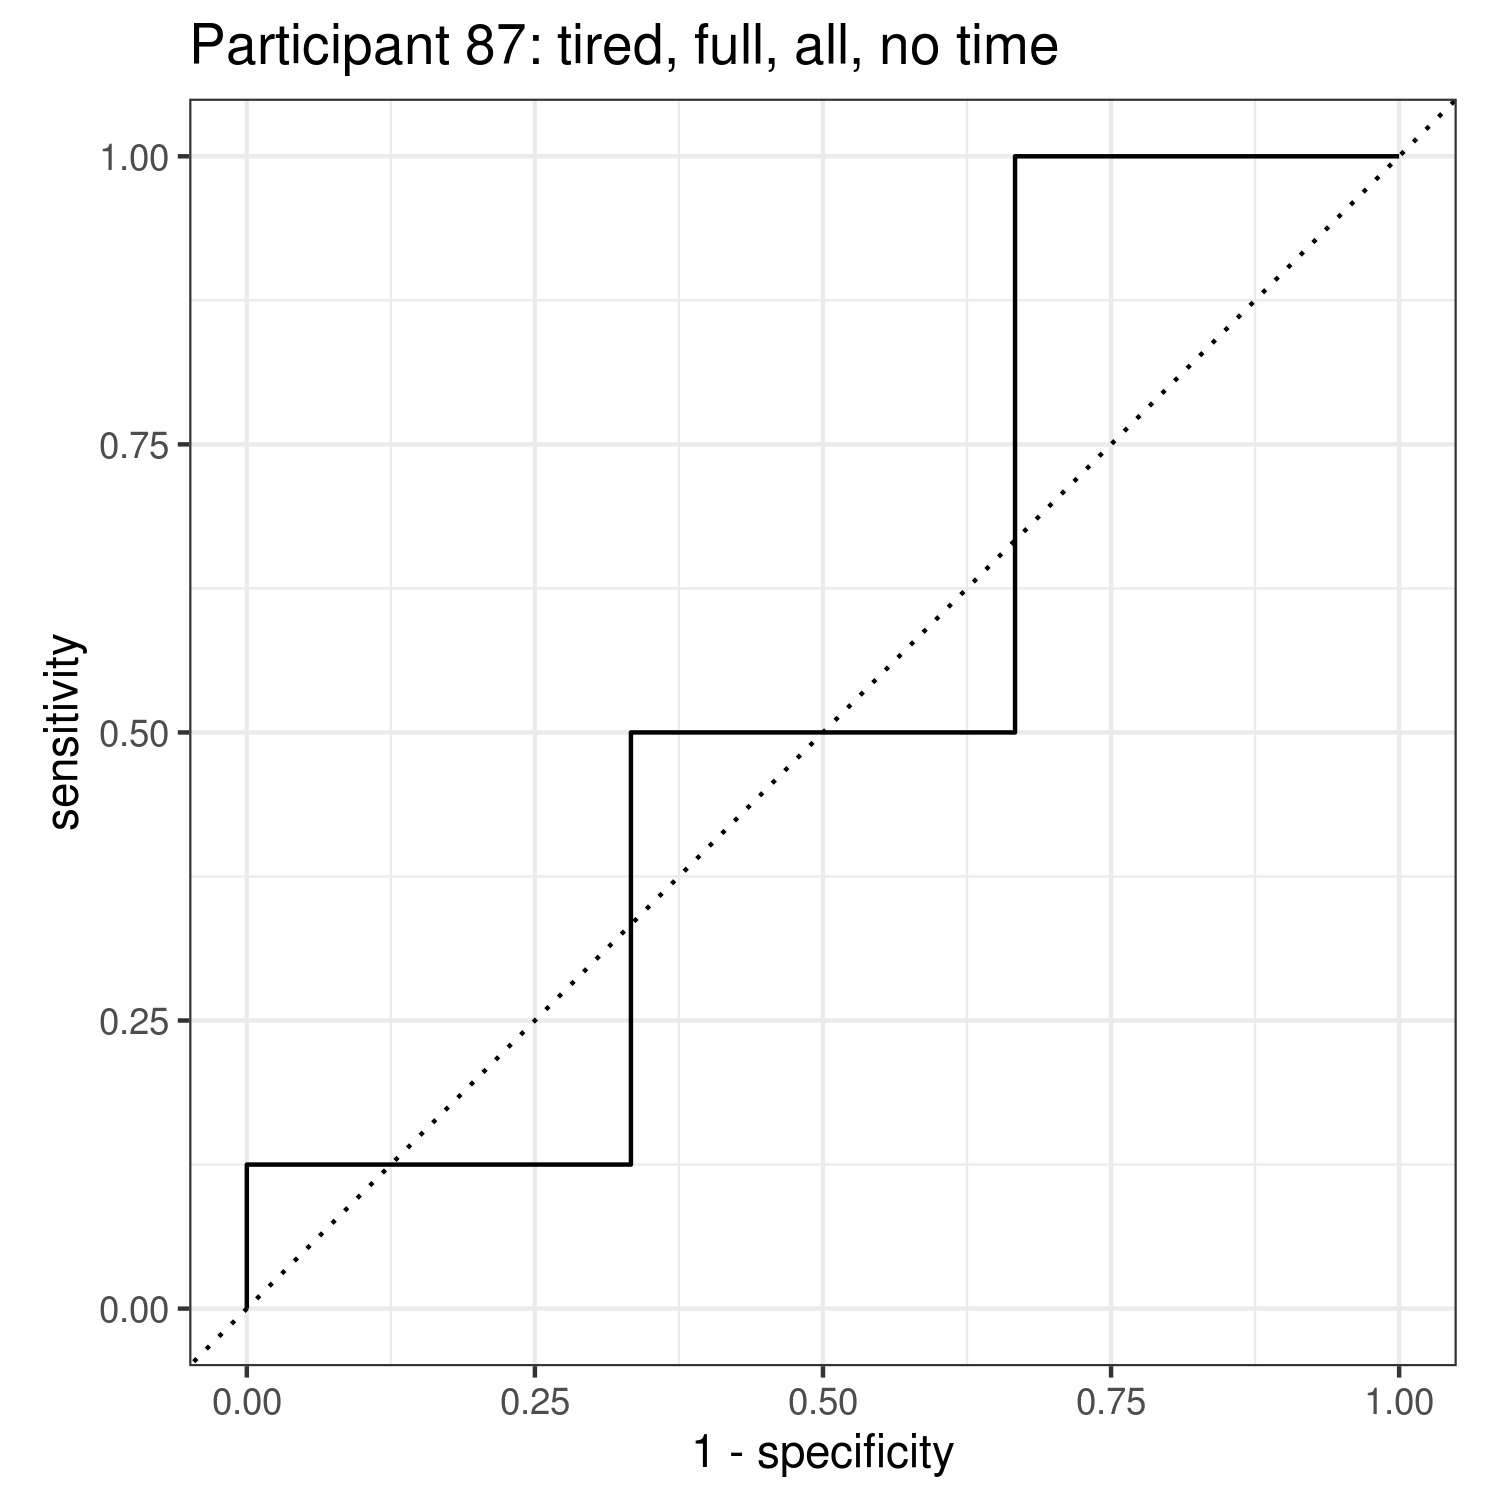 Participant 87: tired, full, all, no time
1.00
0.75
0.50
0.25
0.00
sensitivity
0.00 0.25 0.50 0.75 1.00
1 - specificity